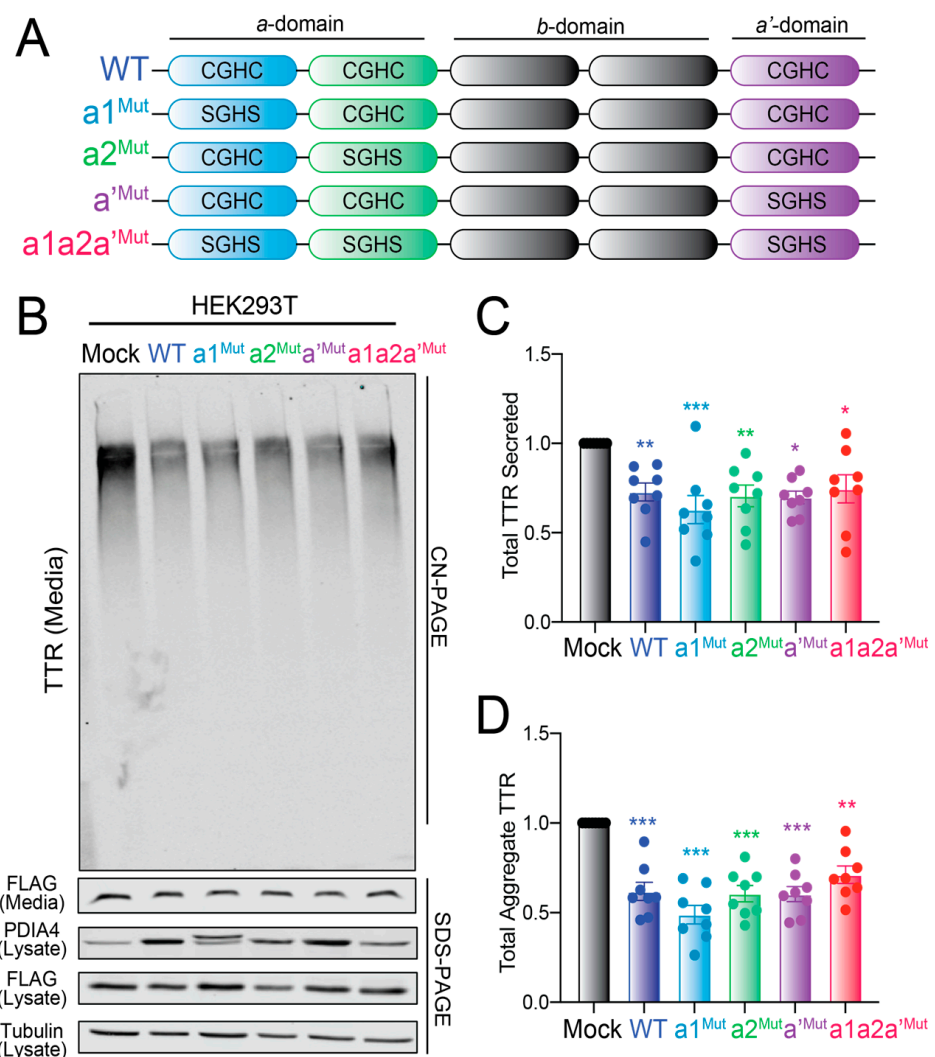 A
a-domain b-domain a’-domain
WT CGHC CGHC CGHC
a1Mut SGHS CGHC CGHC
a2Mut CGHC SGHS CGHC
a’Mut CGHC CGHC SGHS
a1a2a’Mut SGHS SGHS SGHS
B
HEK293T
Mock WT a1Mut a2Mut a’Mut a1a2a’Mut
TTR (Media)
CN-PAGE
FLAG
(Media)
PDIA4
(Lysate)
FLAG
(Lysate)
Tubulin
(Lysate)
SDS-PAGE
C
Total TTR Secreted
1.5
1.0
0.5
0.0
** *** ** * *
Mock WT a1Mut a2Mut a’Mut a1a2a’Mut
D
Total Aggregate TTR
1.5
1.0
0.5
0.0
*** *** *** *** **
Mock WT a1Mut a2Mut a’Mut a1a2a’Mut